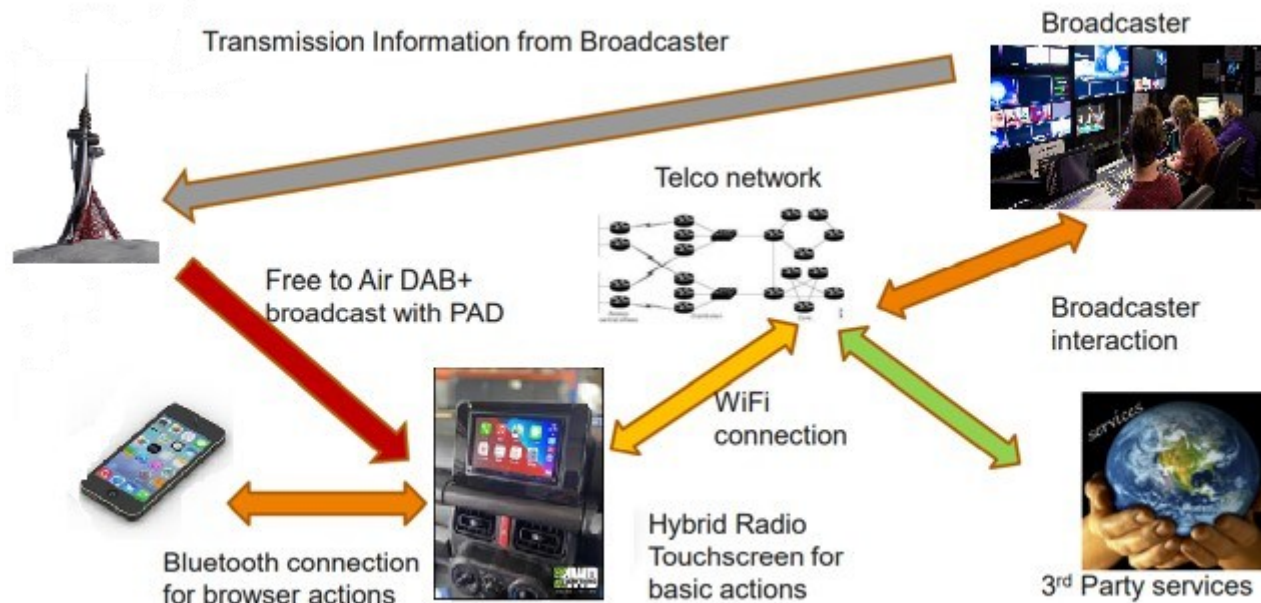 Broadcaster
Transmission Information from Broadcaster
Telco network
Free to Air DAB+
broadcast with PAD
Broadcaster
interaction
WiFi
connection
services
Bluetooth connection
for browser actions
Hybrid Radio
Touchscreen for
basic actions
3rd Party services